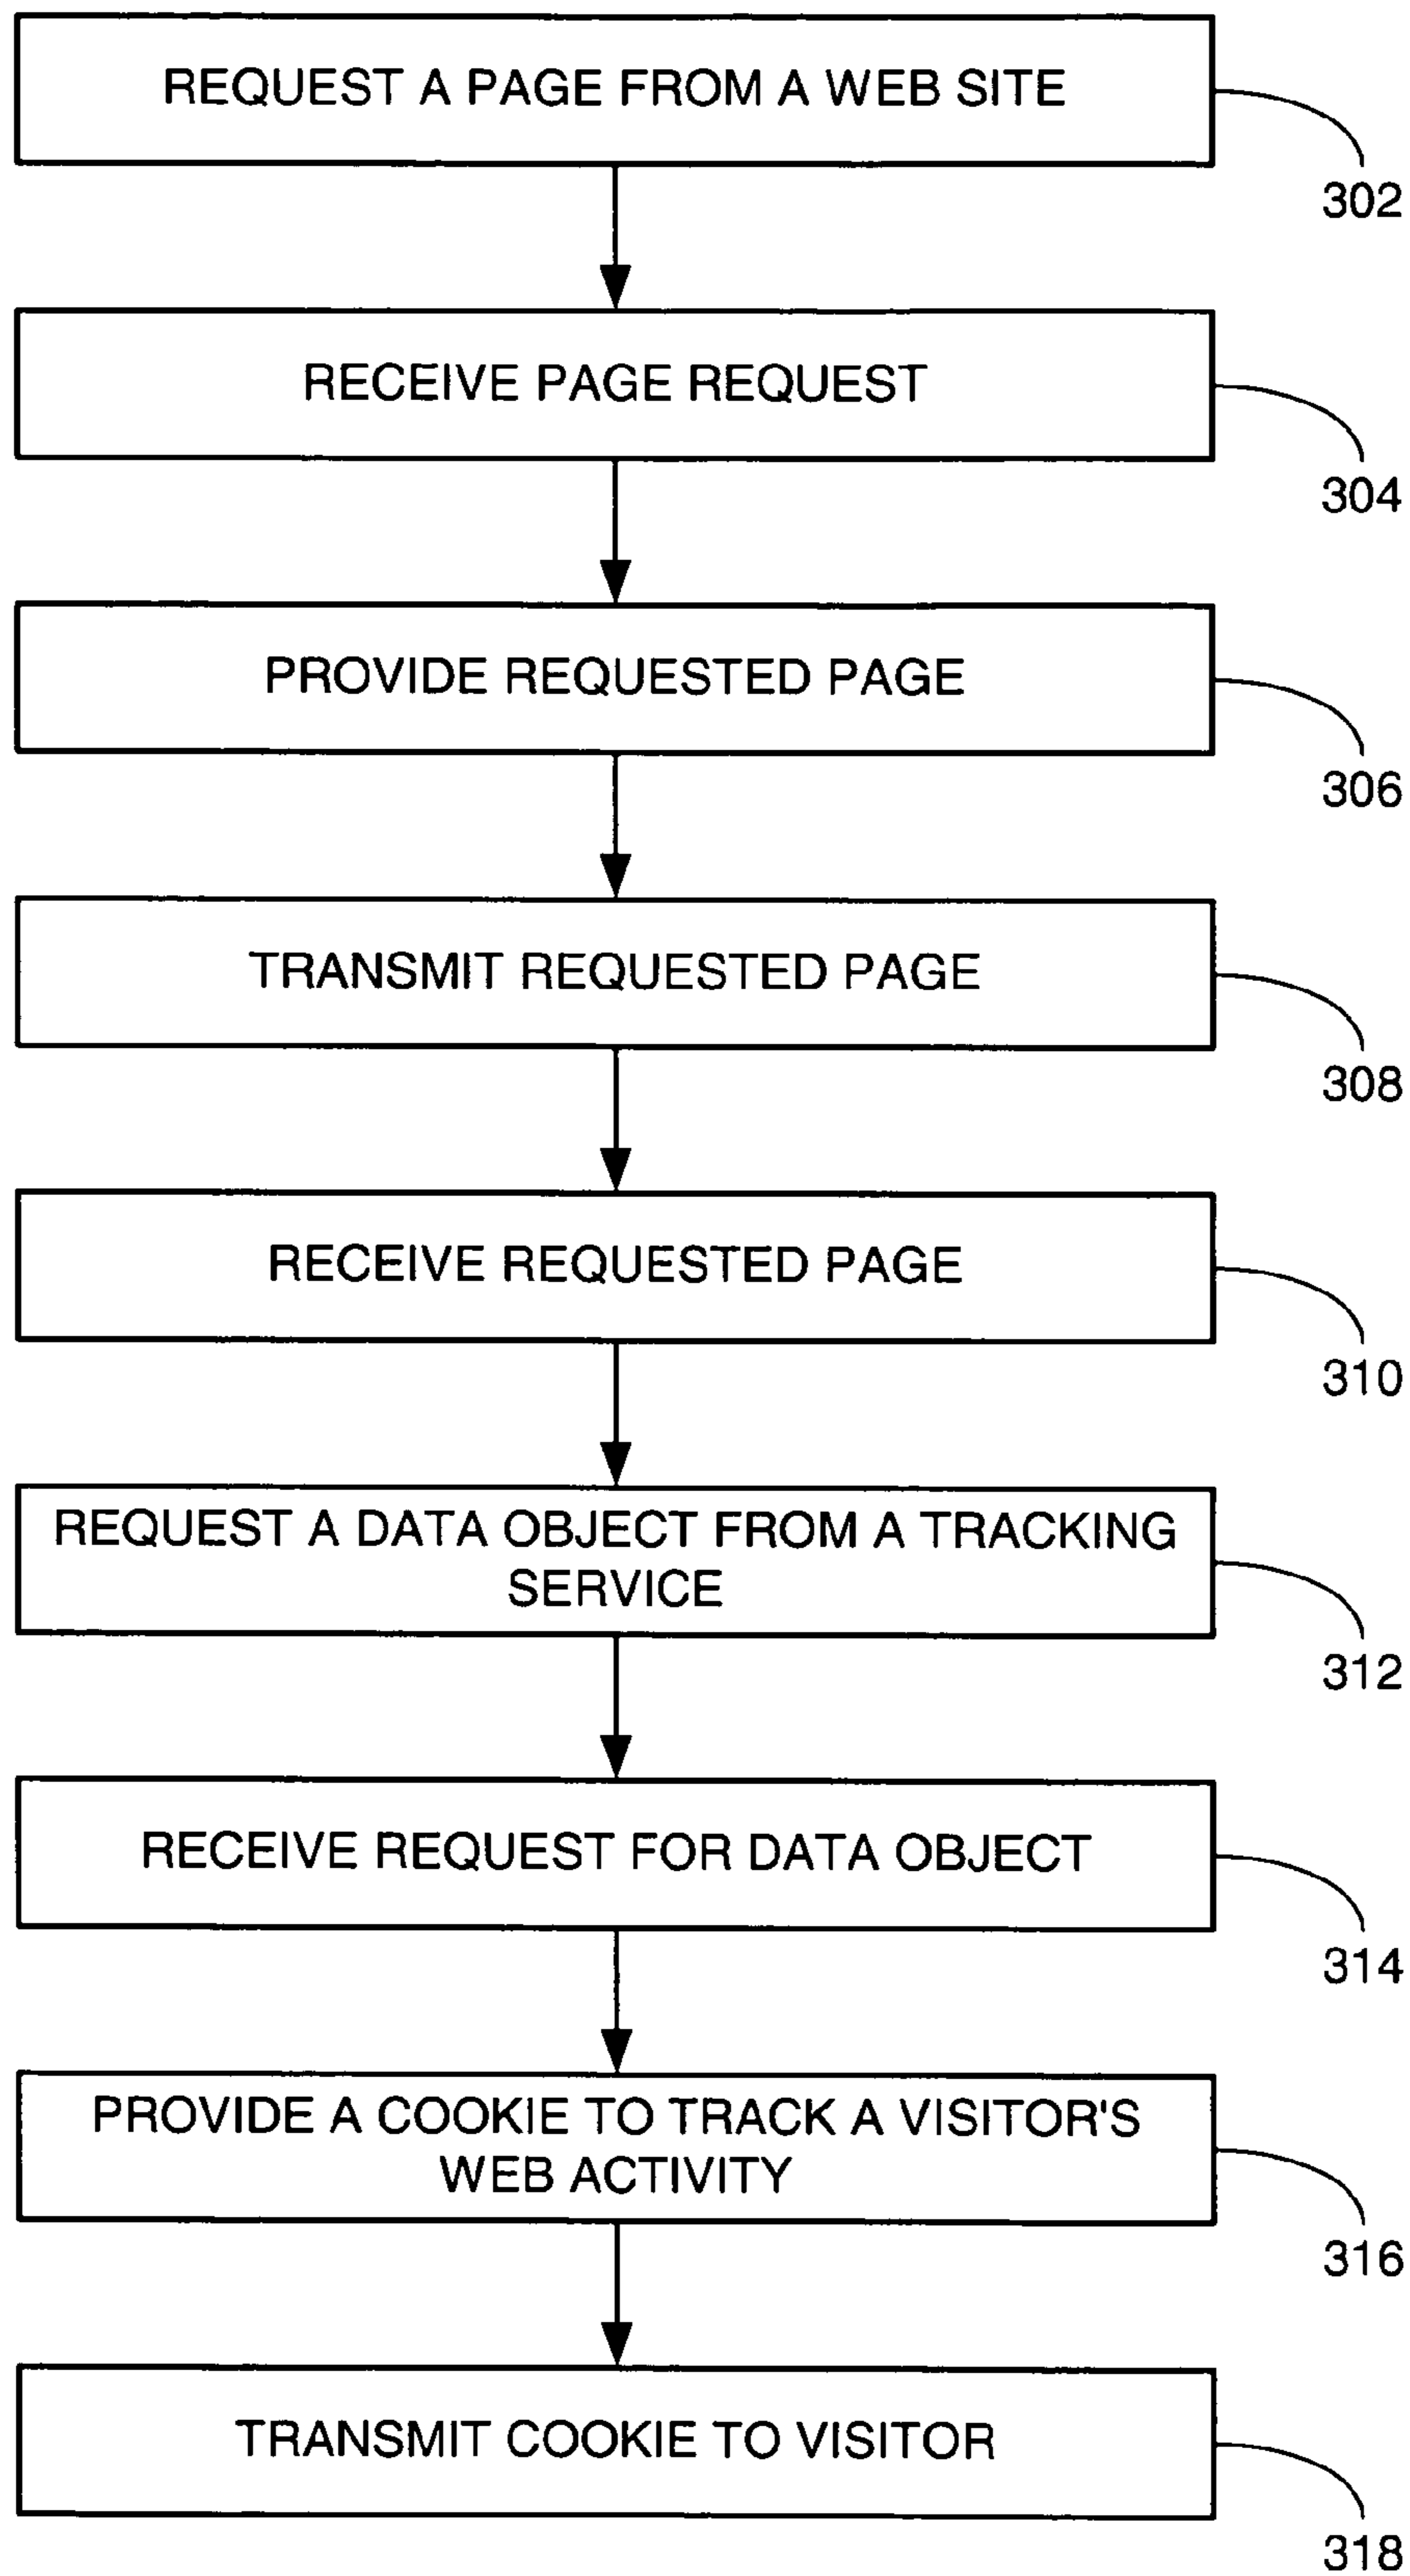 REQUEST A PAGE FROM A WEB SITE
302
RECEIVE PAGE REQUEST
304
PROVIDE REQUESTED PAGE
306
TRANSMIT REQUESTED PAGE
308
RECEIVE REQUESTED PAGE
310
REQUEST A DATA OBJECT FROM A TRACKING
SERVICE
312
RECEIVE REQUEST FOR DATA OBJECT
314
PROVIDE A COOKIE TO TRACK A VISITOR'S
WEB ACTIVITY
316
TRANSMIT COOKIE TO VISITOR
318